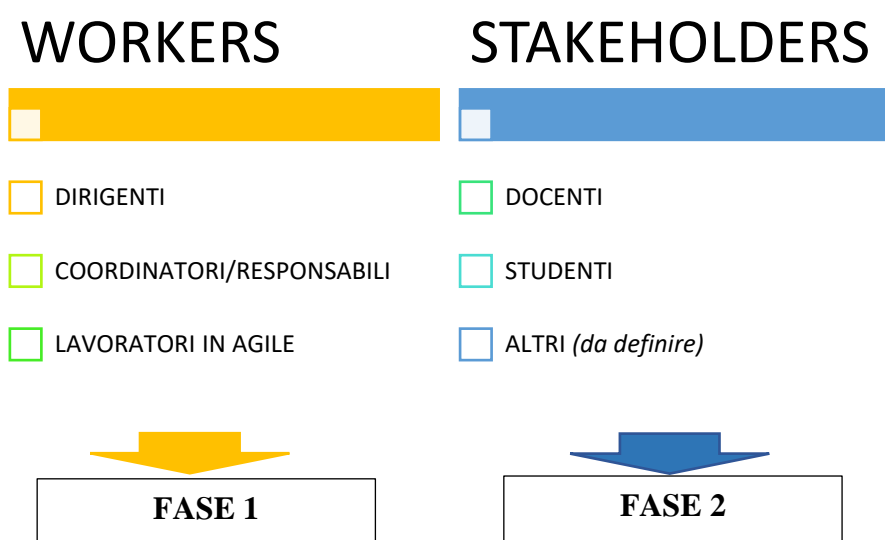 WORKERS
DIRIGENTI
COORDINATORI/RESPONSABILI
LAVORATORI IN AGILE
FASE 1
STAKEHOLDERS
DOCENTI
STUDENTI
ALTRI (da definire)
FASE 2